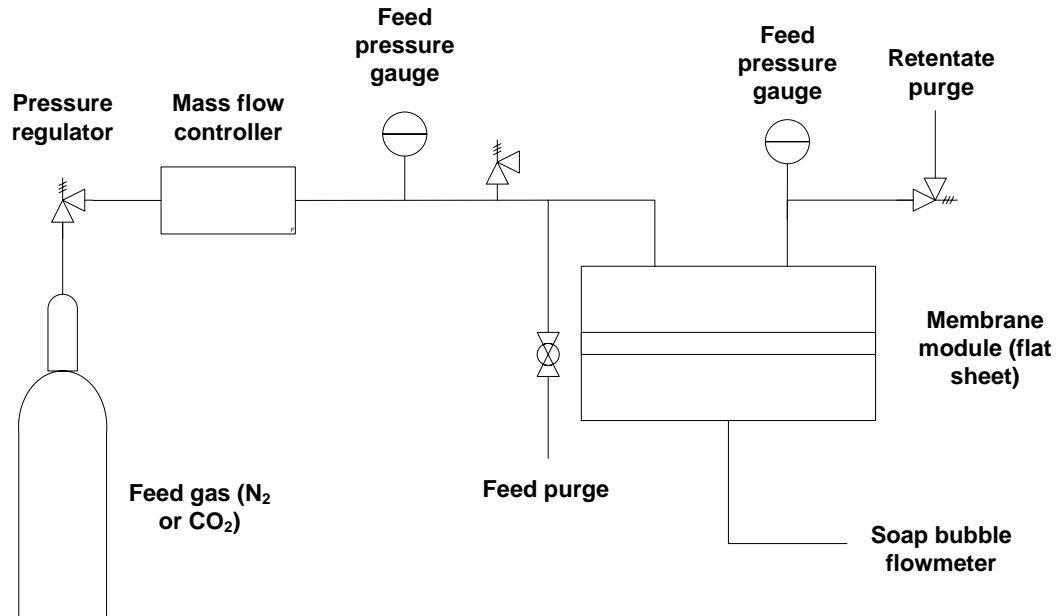 Feed
pressure
gauge
Feed
pressure
gauge
Retentate
purge
Pressure
regulator
Mass flow
controller
F
Membrane
module (flat
sheet)
Feed gas (N₂
or CO₂)
Feed purge
Soap bubble
flowmeter